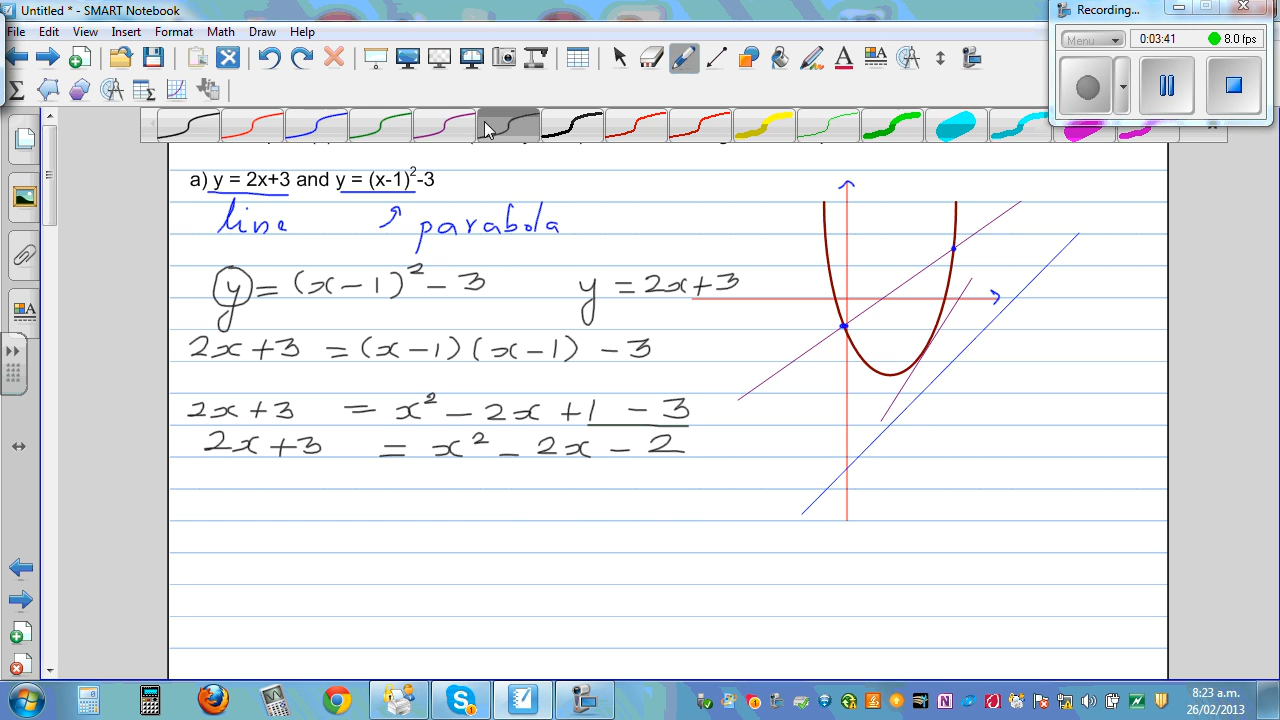 Untitled * - SMART Notebook
File Edit View Insert Format Math Draw Help
Recording...
Menu 0:03:41 8.0 fps
a) y = 2x+3 and y = (x-1)²-3
line parabola
y = (x-1)² - 3 y = 2x+3
2x+3 = (x-1)(x-1) - 3
2x+3 = x² - 2x +1 - 3
2x+3 = x² - 2x - 2
8:23 a.m.
26/02/2013